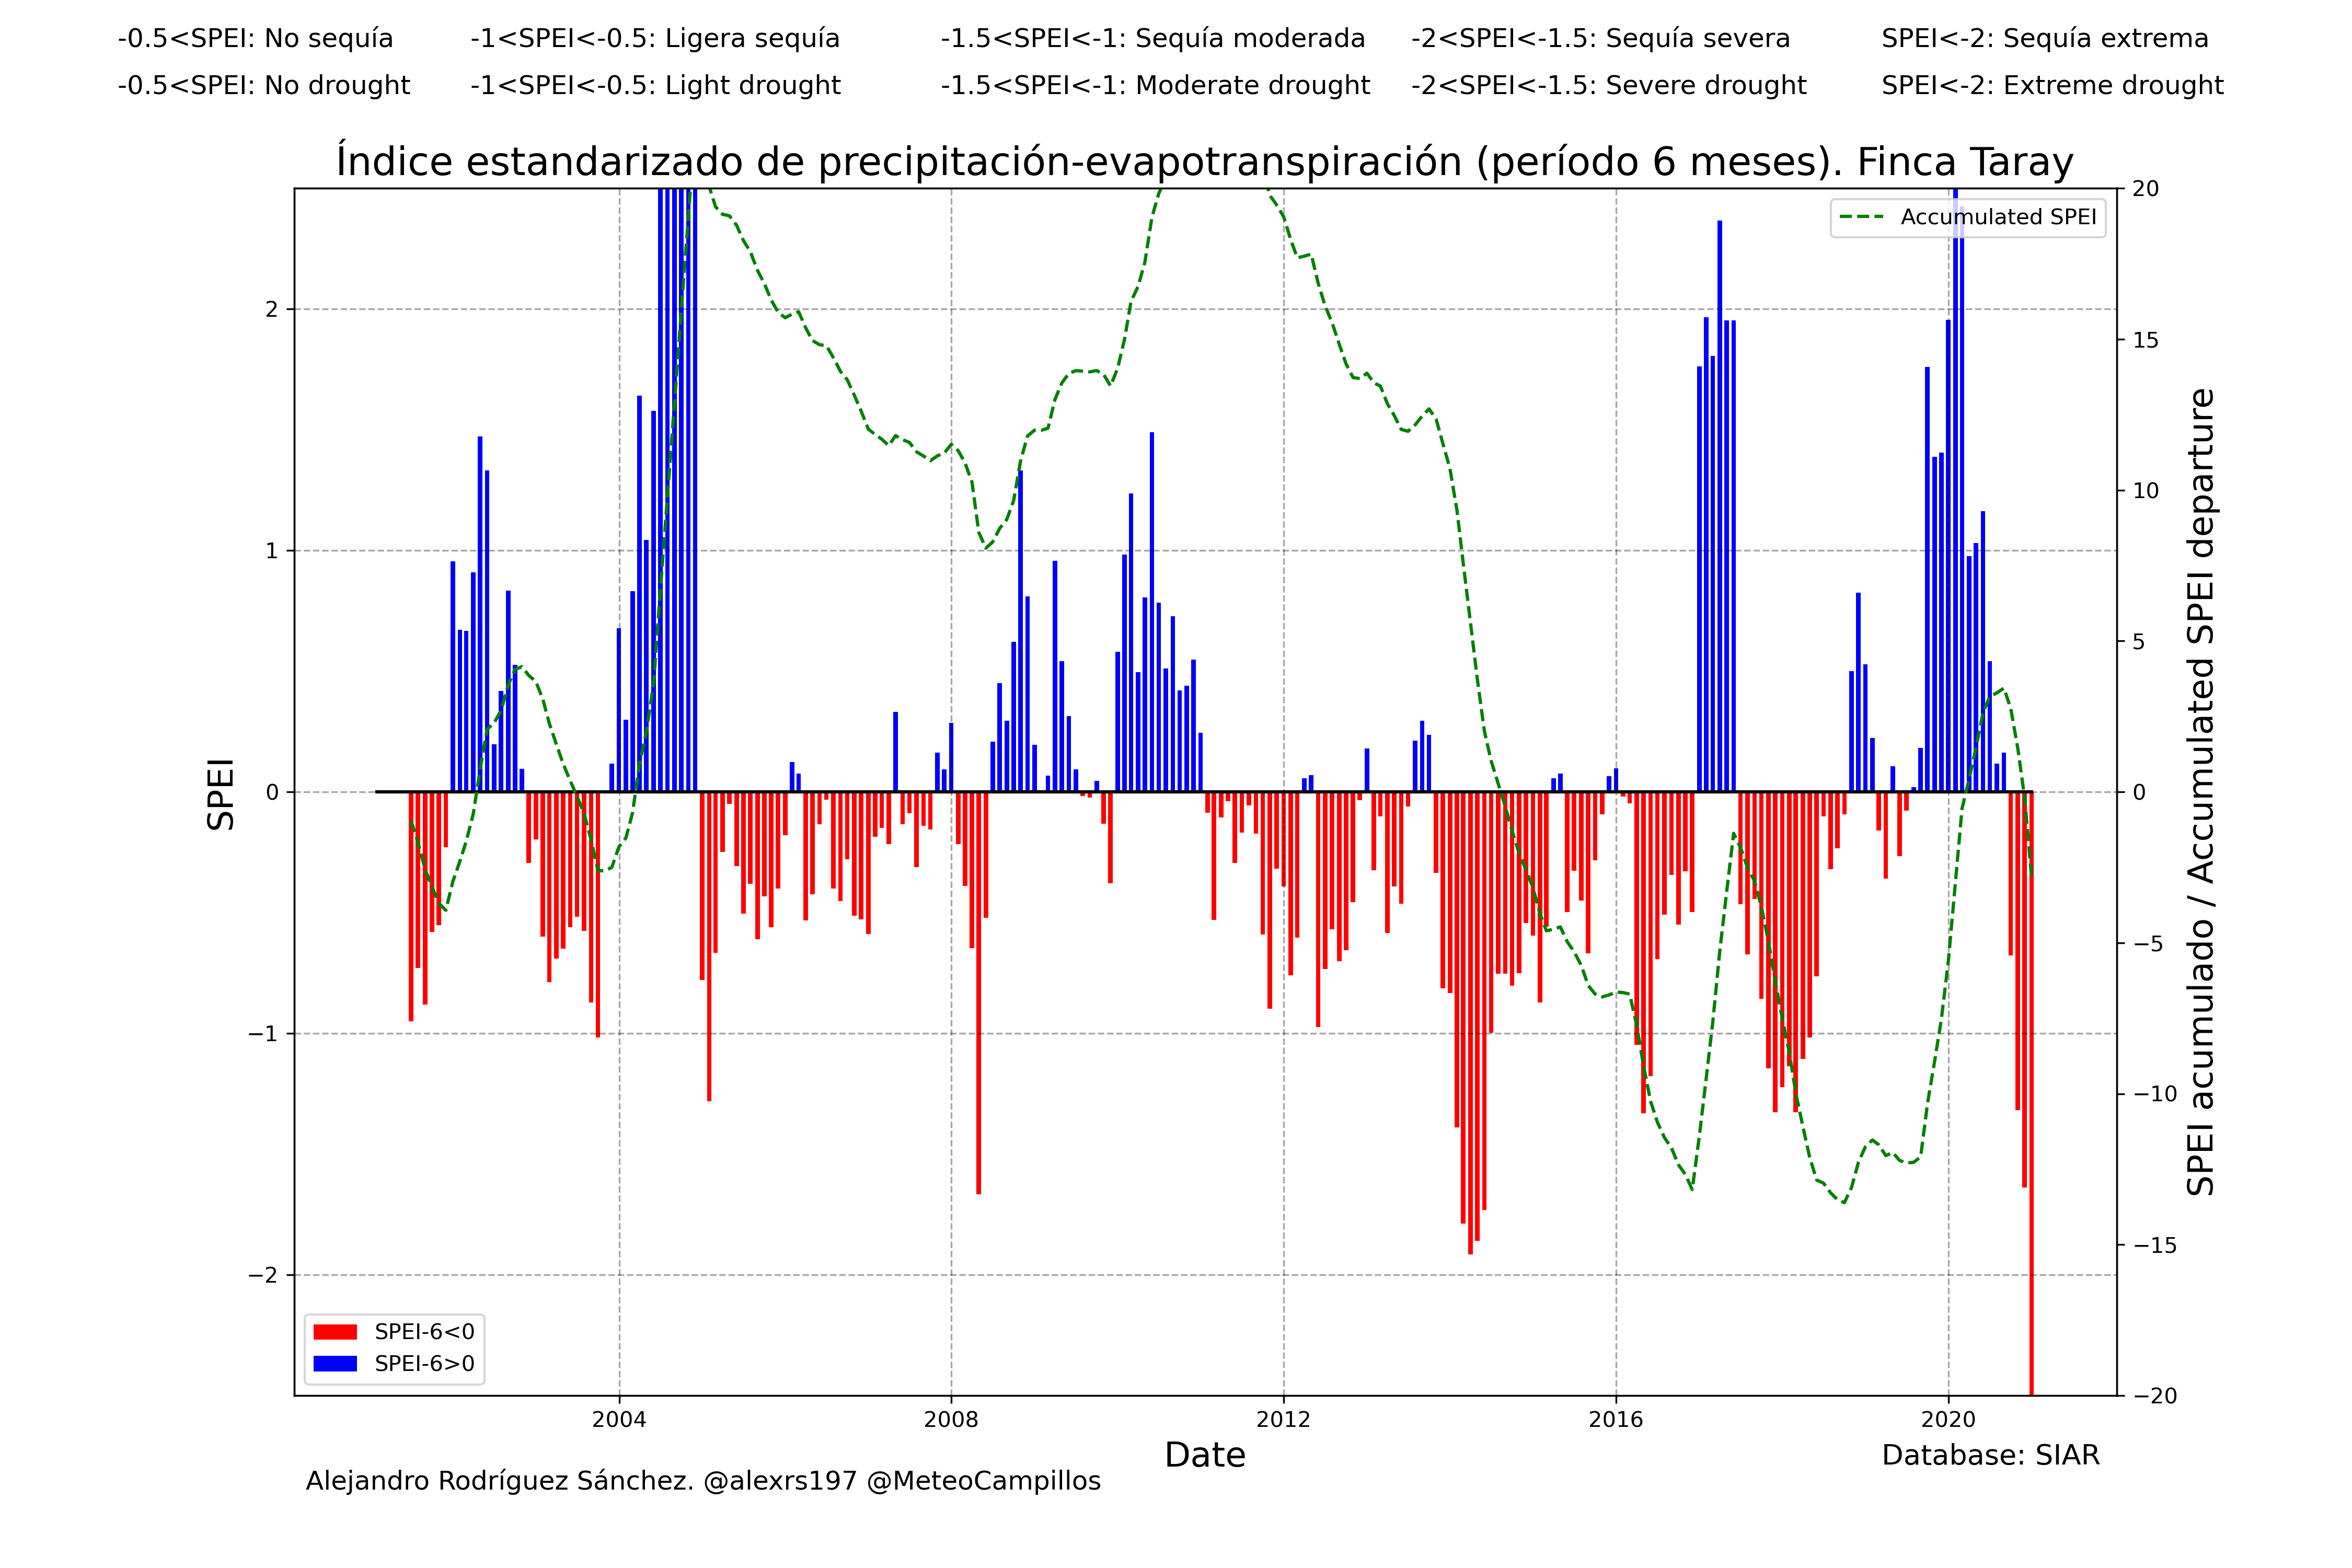 -0.5<SPEI: No sequía -1<SPEI<-0.5: Ligera sequía -1.5<SPEI<-1: Sequía moderada -2<SPEI<-1.5: Sequía severa SPEI<-2: Sequía extrema
-0.5<SPEI: No drought -1<SPEI<-0.5: Light drought -1.5<SPEI<-1: Moderate drought -2<SPEI<-1.5: Severe drought SPEI<-2: Extreme drought
Índice estandarizado de precipitación-evapotranspiración (período 6 meses). Finca Taray
Accumulated SPEI
SPEI
2
1
0
−1
−2
20
15
10
5
0
−5
−10
−15
−20
SPEI acumulado / Accumulated SPEI departure
SPEI-6<0
SPEI-6>0
2004 2008 2012 2016 2020
Date
Database: SIAR
Alejandro Rodríguez Sánchez. @alexrs197 @MeteoCampillos